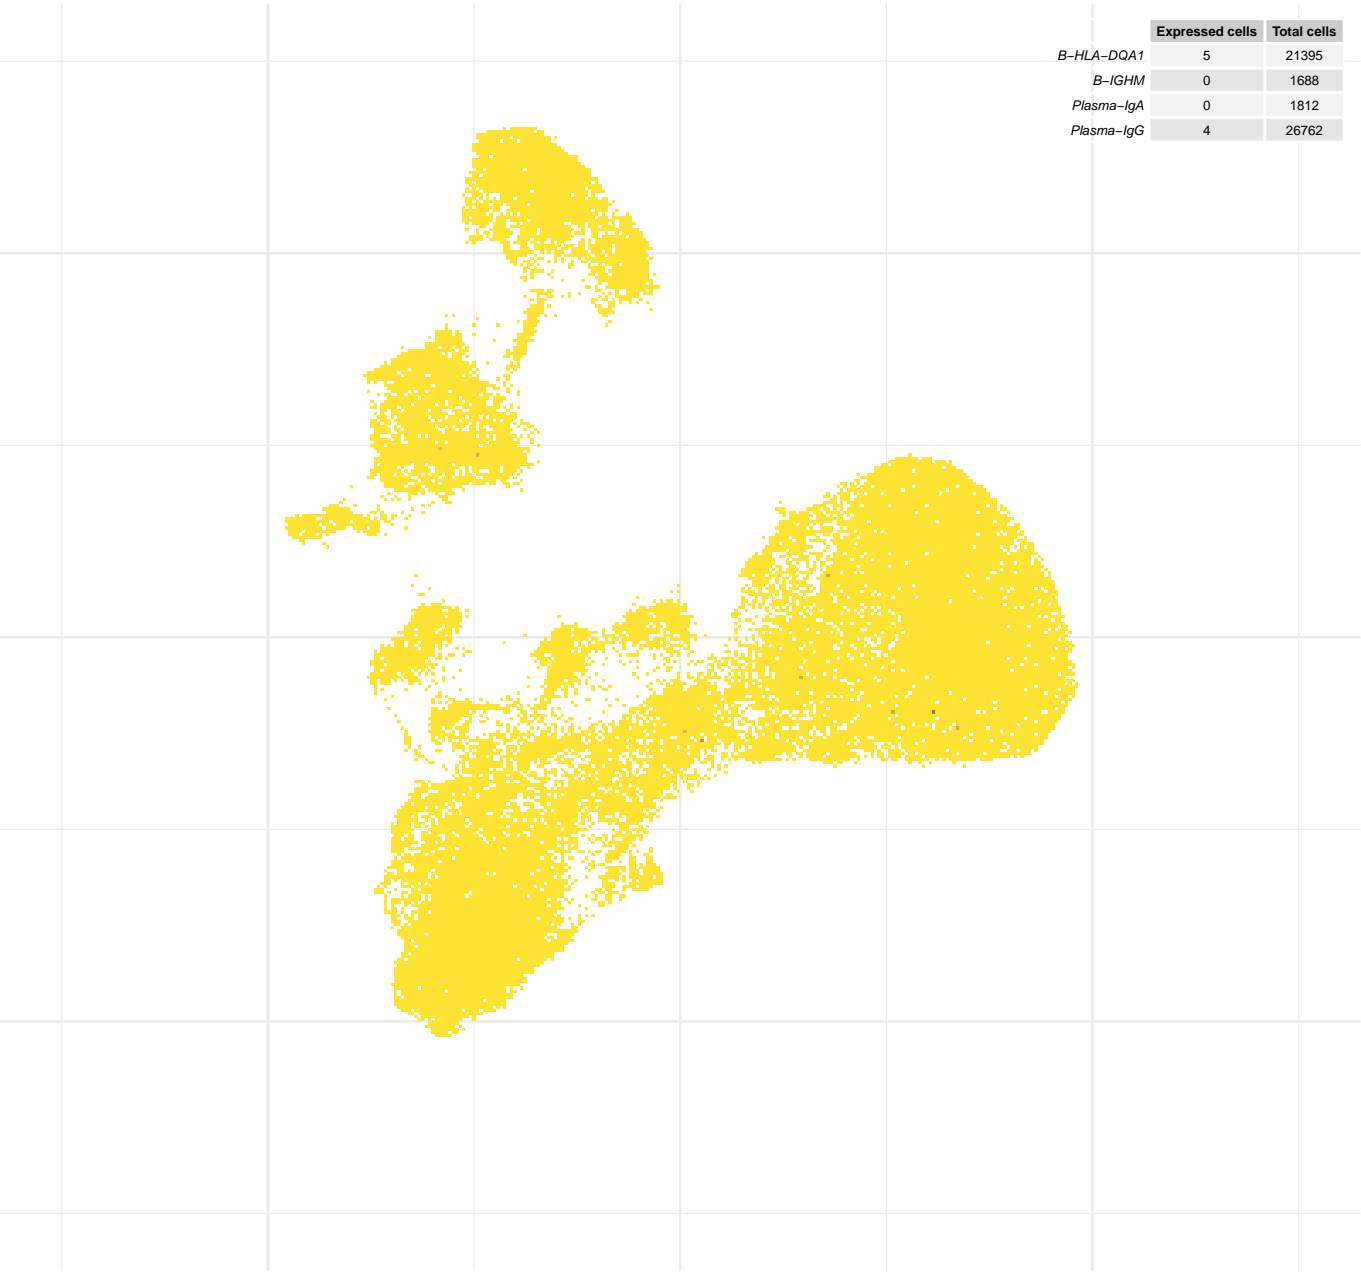 Expressed cells Total cells
B−HLA−DQA1 5 21395
B−IGHM 0 1688
Plasma−IgA 0 1812
Plasma−IgG 4 26762